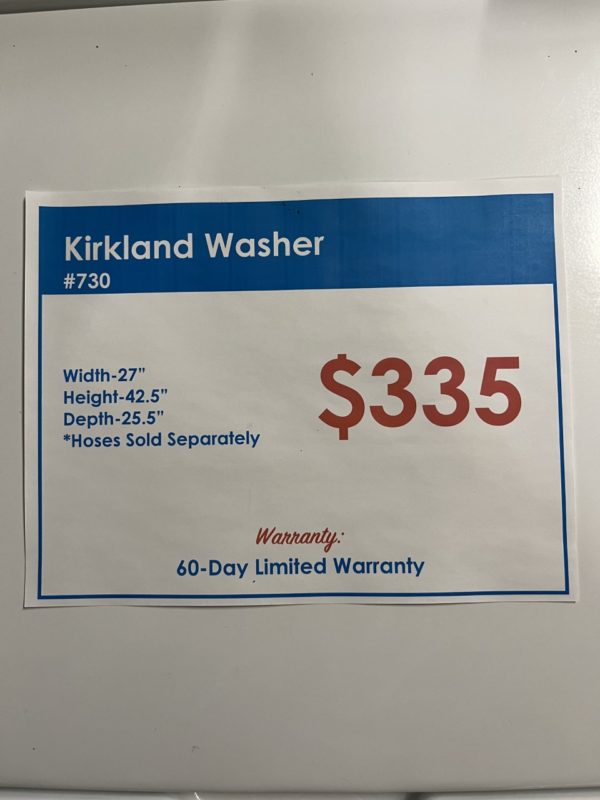 Kirkland Washer
#730
Width-27”
Height-42.5”
Depth-25.5”
*Hoses Sold Separately
$335
Warranty:
60-Day Limited Warranty